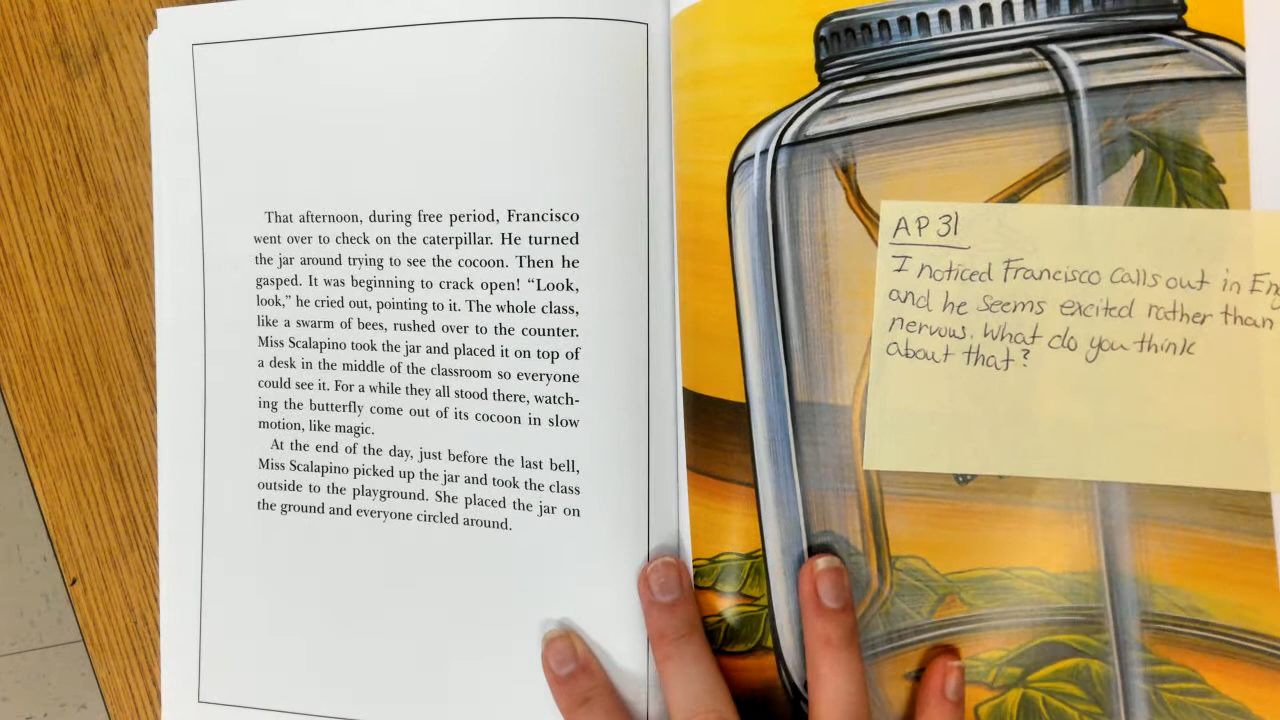 That afternoon, during free period, Francisco
went over to check on the caterpillar. He turned
the jar around trying to see the cocoon. Then he
gasped. It was beginning to crack open! “Look,
look,” he cried out, pointing to it. The whole class,
like a swarm of bees, rushed over to the counter.
Miss Scalapino took the jar and placed it on top of
a desk in the middle of the classroom so everyone
could see it. For a while they all stood there, watch-
ing the butterfly come out of its cocoon in slow
motion, like magic.
At the end of the day, just before the last bell,
Miss Scalapino picked up the jar and took the class
outside to the playground. She placed the jar on
the ground and everyone circled around.
AP 31
I noticed Francisco calls out in
and he seems excited rather than
nervous. What do you think
about that?